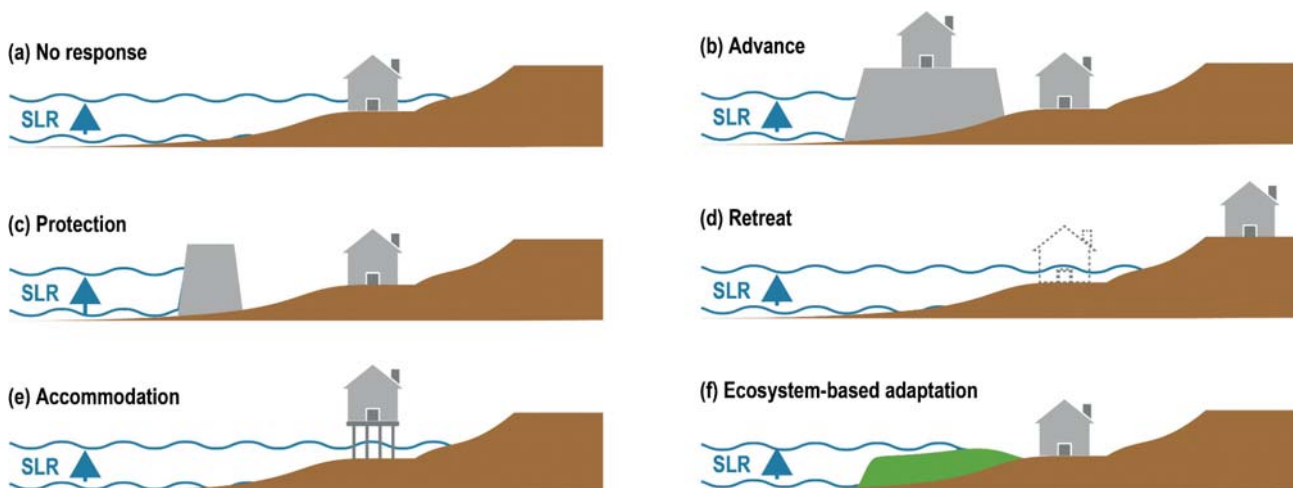 (a) No response
SLR
(b) Advance
SLR
(c) Protection
SLR
(d) Retreat
SLR
(e) Accommodation
SLR
(f) Ecosystem-based adaptation
SLR